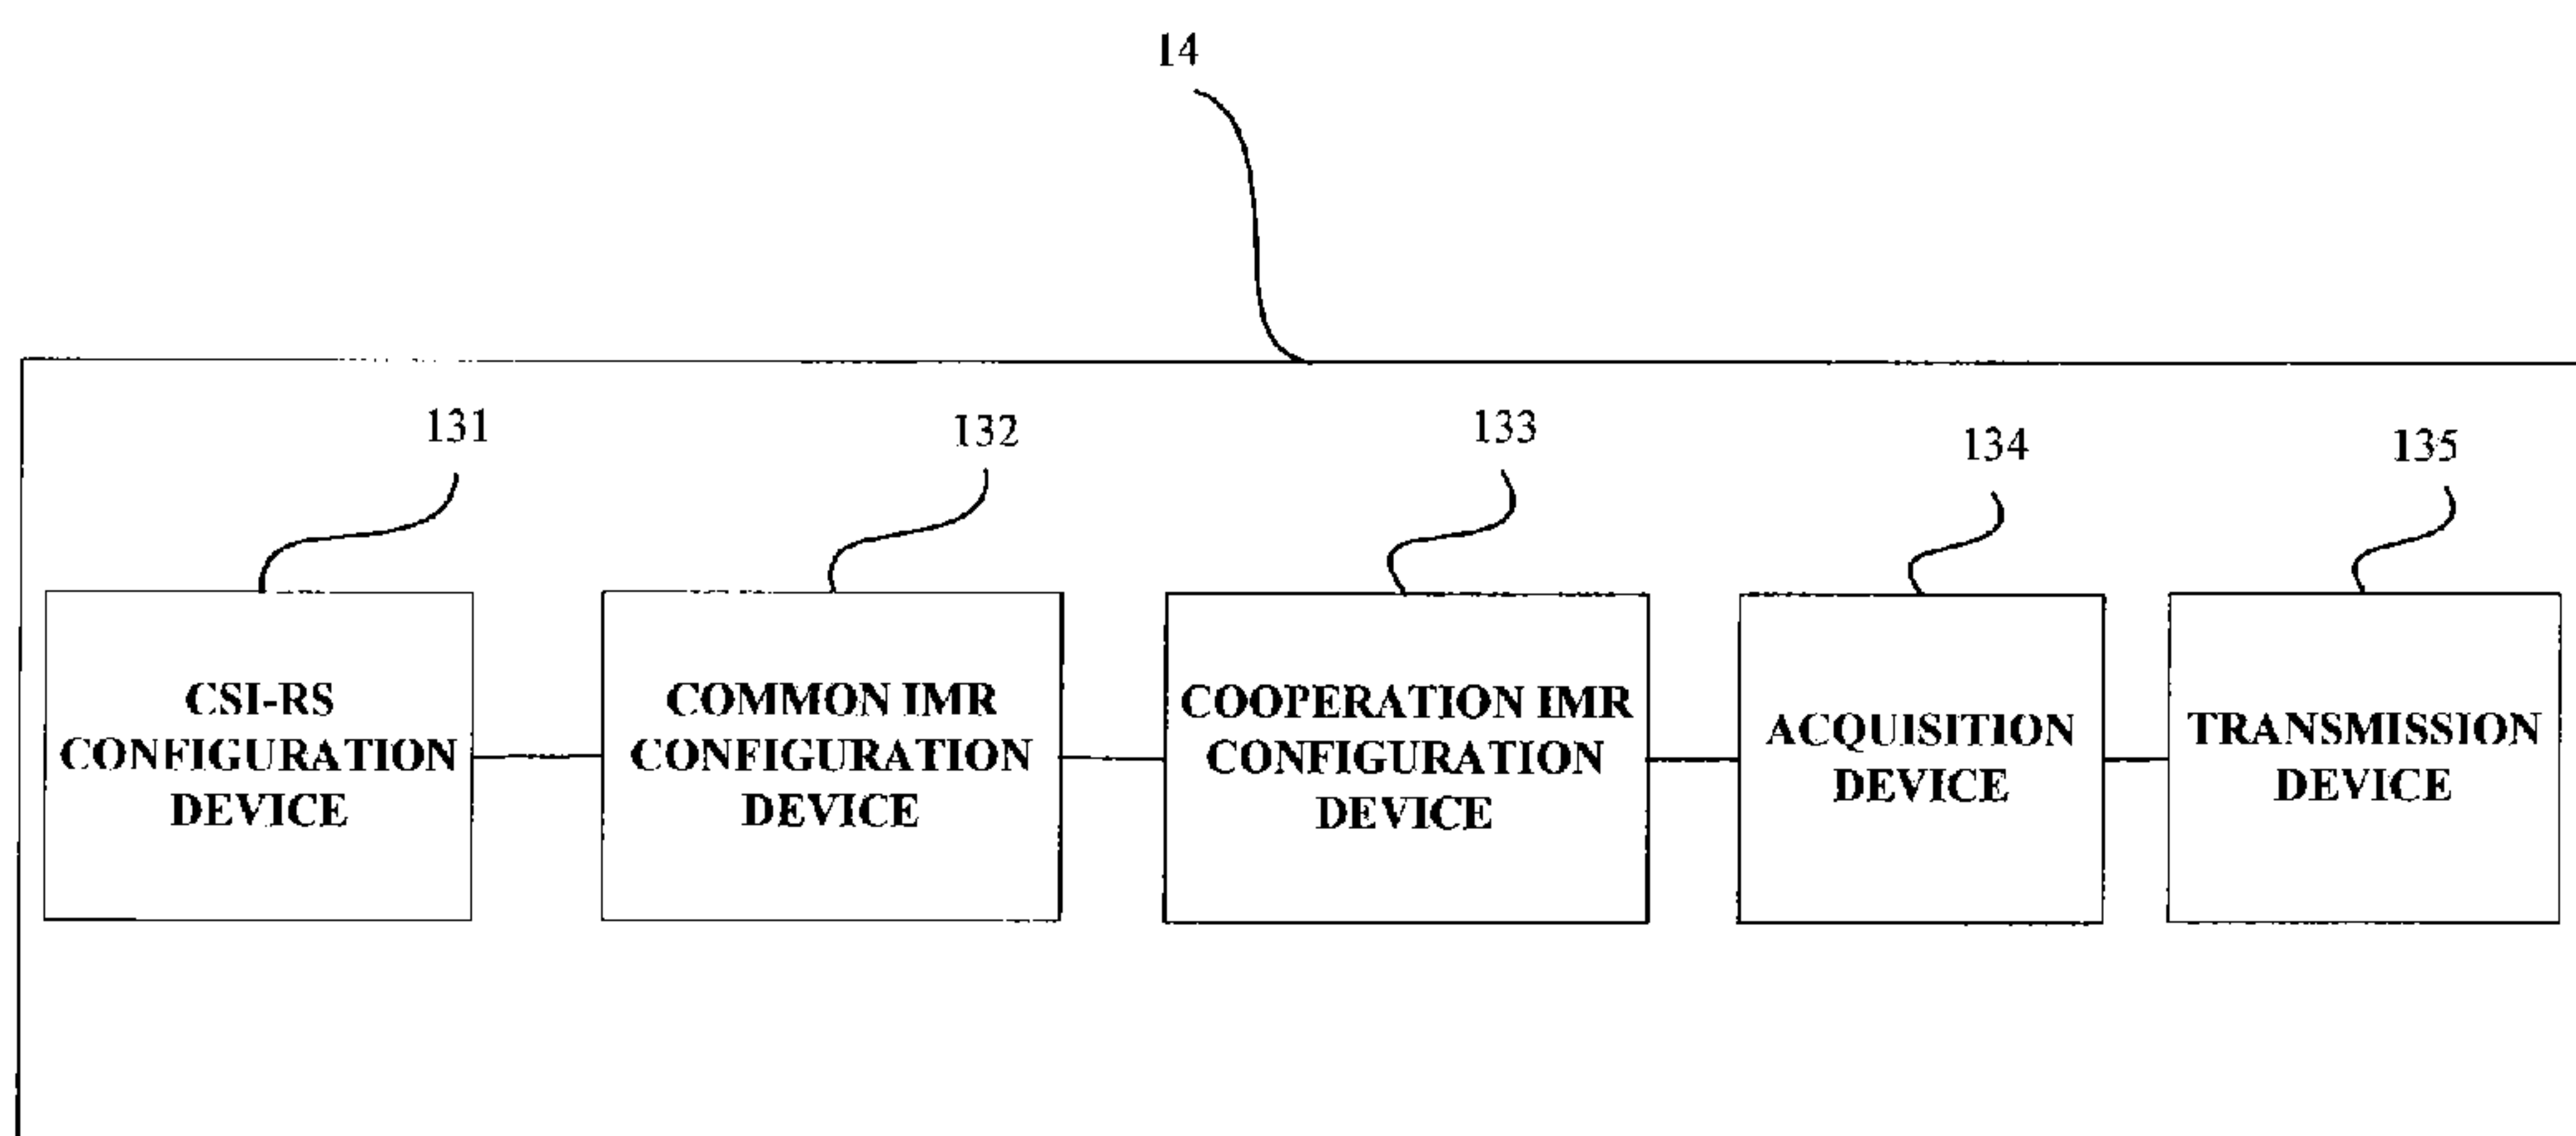 14
131
132
133
134
135
CSI-RS
CONFIGURATION
DEVICE
COMMON IMR
CONFIGURATION
DEVICE
COOPERATION IMR
CONFIGURATION
DEVICE
ACQUISITION
DEVICE
TRANSMISSION
DEVICE